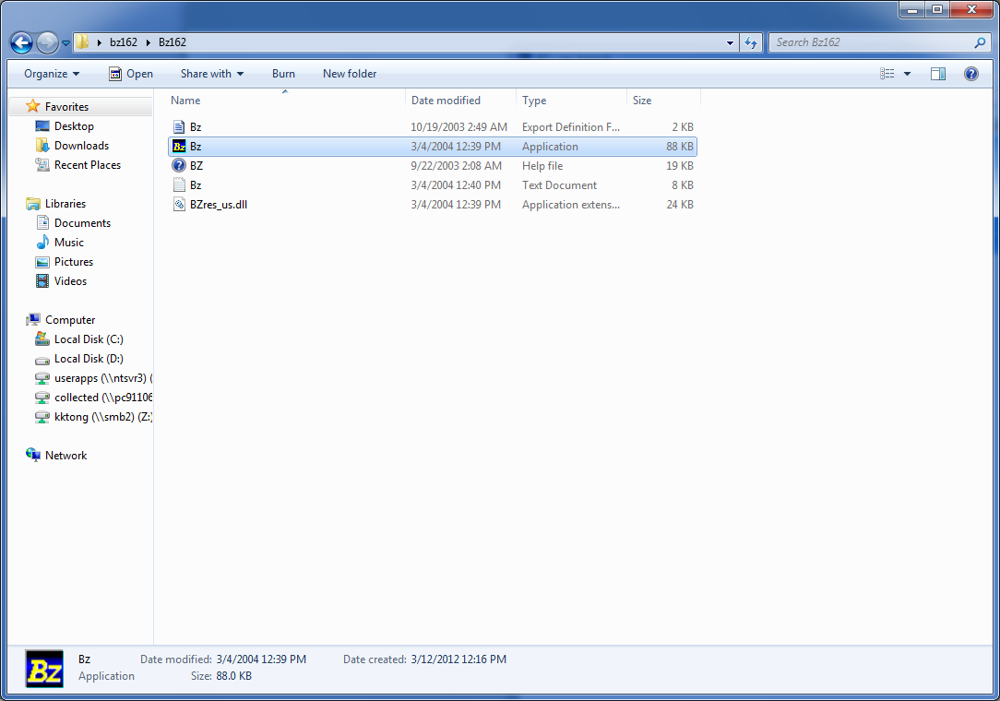 bz162 Bz162 Search Bz162
Organize Open Share with Burn New folder
Name Date modified Type Size
Favorites
Desktop
Downloads
Recent Places
Libraries
Documents
Music
Pictures
Videos
Computer
Local Disk (C:)
Local Disk (D:)
userapps (\\ntsvr3) (
collected (\\pc91106
kktong (\\smb2) (Z:)
Network
Bz 10/19/2003 2:49 AM Export Definition F... 2 KB
Bz Bz 3/4/2004 12:39 PM Application 88 KB
BZ 9/22/2003 2:08 AM Help file 19 KB
Bz 3/4/2004 12:40 PM Text Document 8 KB
BZres_us.dll 3/4/2004 12:39 PM Application extens... 24 KB
Bz
Bz Date modified: 3/4/2004 12:39 PM Date created: 3/12/2012 12:16 PM
Application Size: 88.0 KB